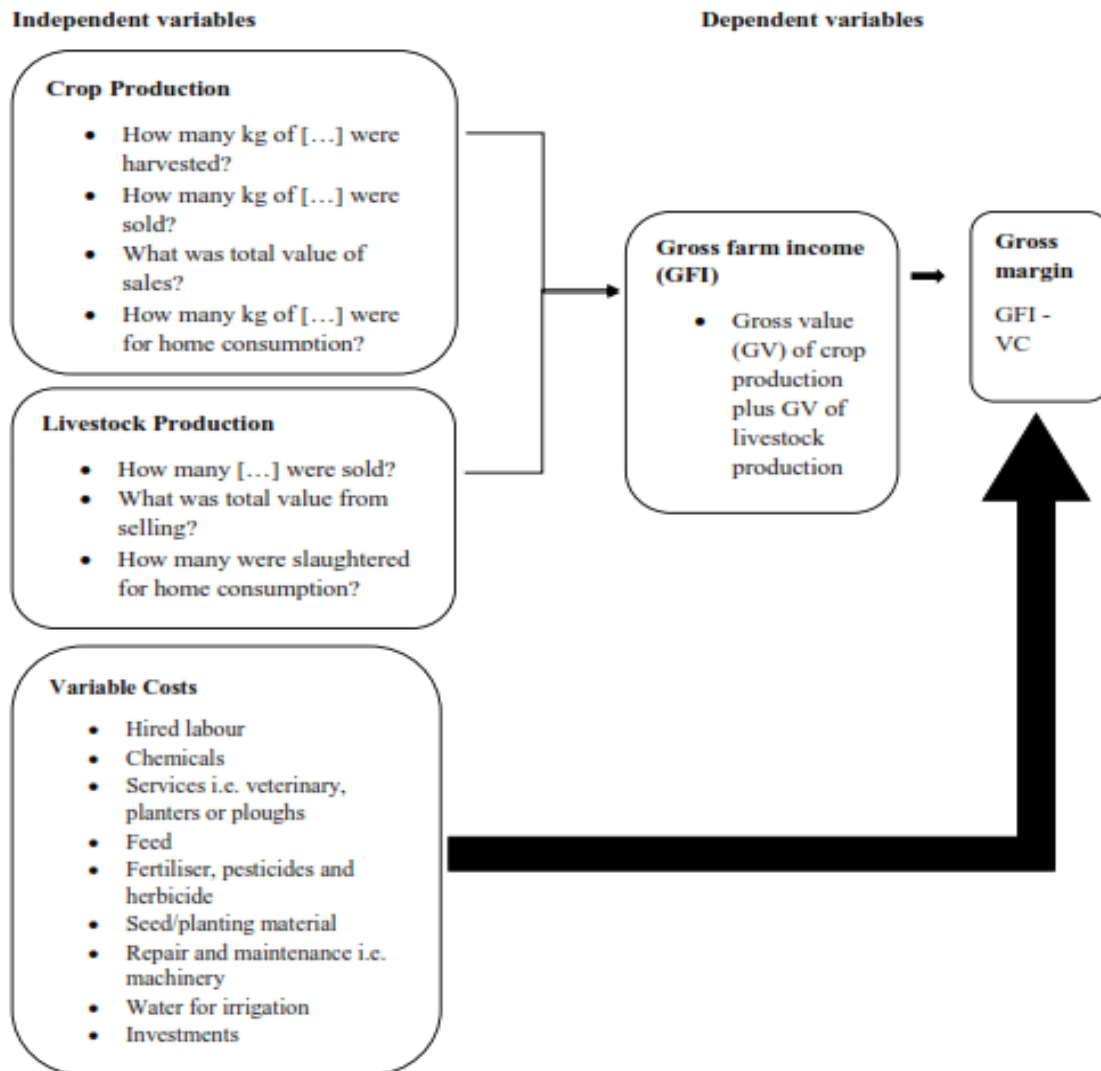 Independent variables
Dependent variables
Crop Production
• How many kg of […] were
harvested?
• How many kg of […] were
sold?
• What was total value of
sales?
• How many kg of […] were
for home consumption?
Livestock Production
• How many […] were sold?
• What was total value from
selling?
• How many were slaughtered
for home consumption?
Variable Costs
• Hired labour
• Chemicals
• Services i.e. veterinary,
planters or ploughs
• Feed
• Fertiliser, pesticides and
herbicide
• Seed/planting material
• Repair and maintenance i.e.
machinery
• Water for irrigation
• Investments
Gross farm income
(GFI)
• Gross value
(GV) of crop
production
plus GV of
livestock
production
Gross
margin
GFI -
VC